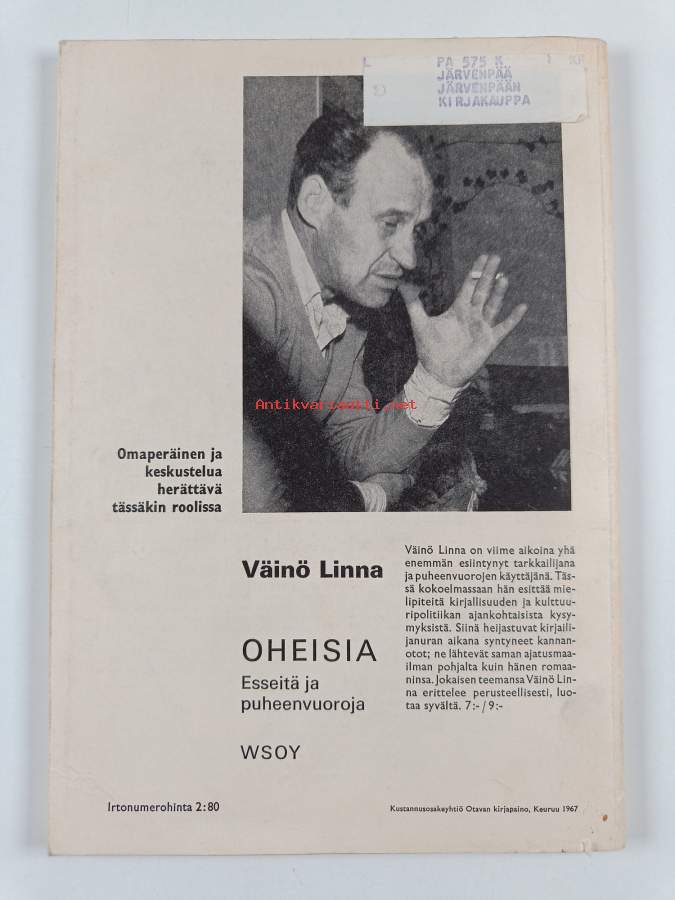 PA 575 K
JÄRVENPÄÄ
JÄRVENPÄÄN
KIRJAKAUPPA
Antikvariaatti.net
Omaperäinen ja
keskustelua
herättävä
tässäkin roolissa
Väinö Linna
OHEISIA
Esseitä ja
puheenvuoroja
WSOY
Väinö Linna on viime aikoina yhä
enemmän esiintynyt tarkkailijana
ja puheenvuorojen käyttäjänä. Täs-
sä kokoelmassaan hän esittää mie-
lipiteitä kirjallisuuden ja kulttuu-
ripolitiikan ajankohtaisista kysy-
myksistä. Siinä heijastuvat kirjaili-
januran aikana syntyneet kannan-
otot; ne lähtevät saman ajatusmaa-
ilman pohjalta kuin hänen romaa-
ninsa. Jokaisen teemansa Väinö Lin-
na erittelee perusteellisesti, luo-
taa syvältä. 7:-/9:-
Irtonumerohinta 2:80
Kustannusosakeyhtiö Otavan kirjapaino, Keuruu 1967